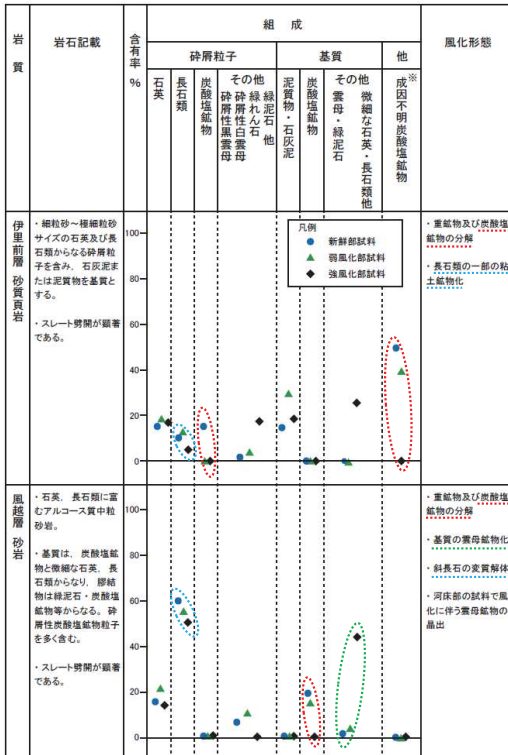 岩質
岩石記載
含有率 %
組成
風化形態
砕屑粒子
基質
他
石英
長石類
炭酸塩鉱物
その他
砕屑性黒雲母
砕屑性白雲母
緑れん石
緑泥石 他
泥質物・石灰泥
炭酸塩鉱物
その他
雲母・緑泥石
微細な石英・長石類他
成因不明炭酸塩鉱物※
伊里前層 砂質頁岩
・細粒砂～極細粒砂
サイズの石英及び長
石類からなる砕屑粒
子を含み、石灰泥ま
たは泥質物を基質と
する。
・スレート劈開が顕著
である。
100
80
60
40
20
0
凡例
新鮮部試料
弱風化部試料
強風化部試料
・重鉱物及び炭酸塩
鉱物の分解
・長石類の一部の粘
土鉱物化
風越層 砂岩
・石英、長石類に富
むアルコース質中粒
砂岩。
・基質は、炭酸塩鉱
物と微細な石英、長
石類からなり、膠結
物は緑泥石・炭酸塩
鉱物等からなる。砕
屑性炭酸塩鉱物粒子
を多く含む。
・スレート劈開が顕著
である。
100
80
60
40
20
0
・重鉱物及び炭酸塩
鉱物の分解
・基質の雲母鉱物化
・斜長石の変質解体
・河床部の試料で風
化に伴う雲母鉱物の
晶出